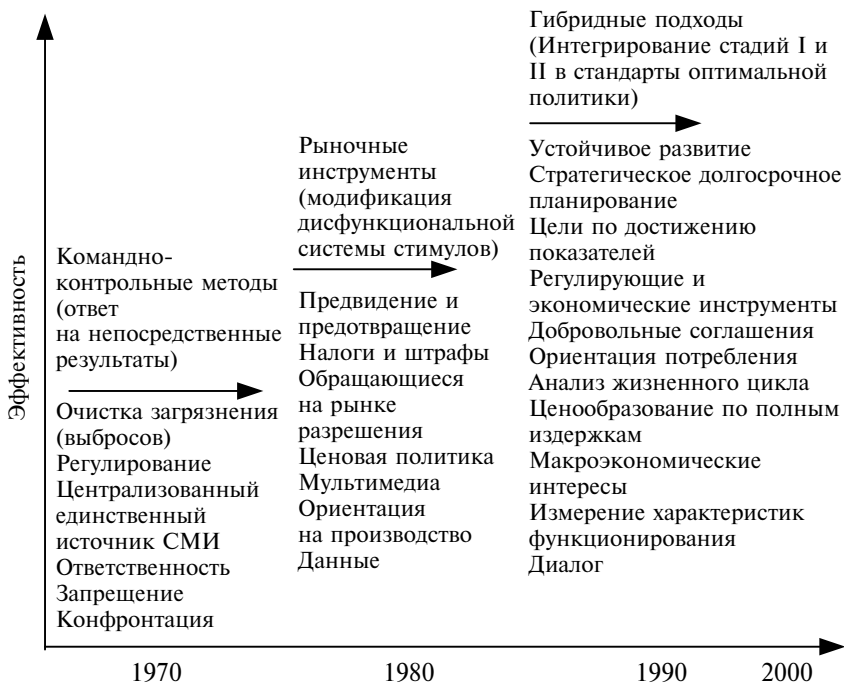 Гибридные подходы
(Интегрирование стадий I и
II в стандарты оптимальной
политики)
Устойчивое развитие
Стратегическое долгосрочное
планирование
Цели по достижению
показателей
Регулирующие и
экономические инструменты
Добровольные соглашения
Ориентация потребления
Анализ жизненного цикла
Ценообразование по полным
издержкам
Макроэкономические
интересы
Измерение характеристик
функционирования
Диалог
Рыночные
инструменты
(модификация
дисфункциональной
системы стимулов)
Предвидение и
предотвращение
Налоги и штрафы
Обращающиеся
на рынке
разрешения
Ценовая политика
Мультимедиа
Ориентация
на производство
Данные
Командно-
контрольные методы
(ответ
на непосредственные
результаты)
Очистка загрязнения
(выбросов)
Регулирование
Централизованный
единственный
источник СМИ
Ответственность
Запрещение
Конфронтация
Эффективность
1970
1980
1990
2000